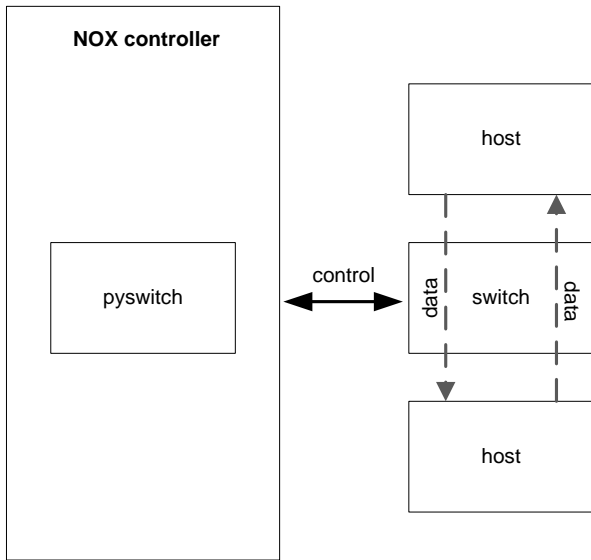 NOX controller
host
pyswitch
control
data
switch
data
host